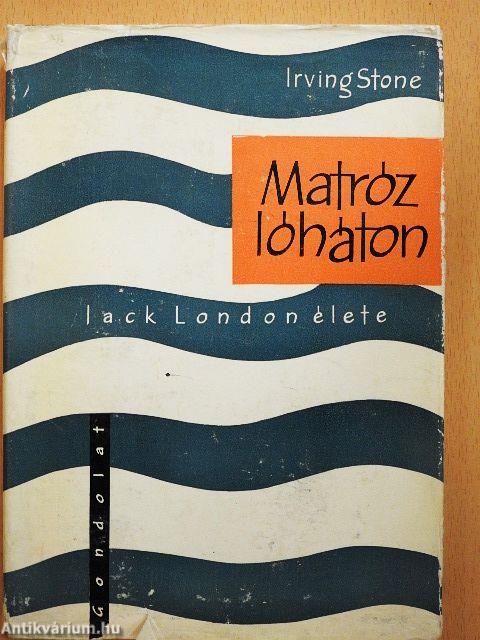 Irving Stone
Matróz
lóháton
Jack London élete
Gondolat
Antikvárium.hu